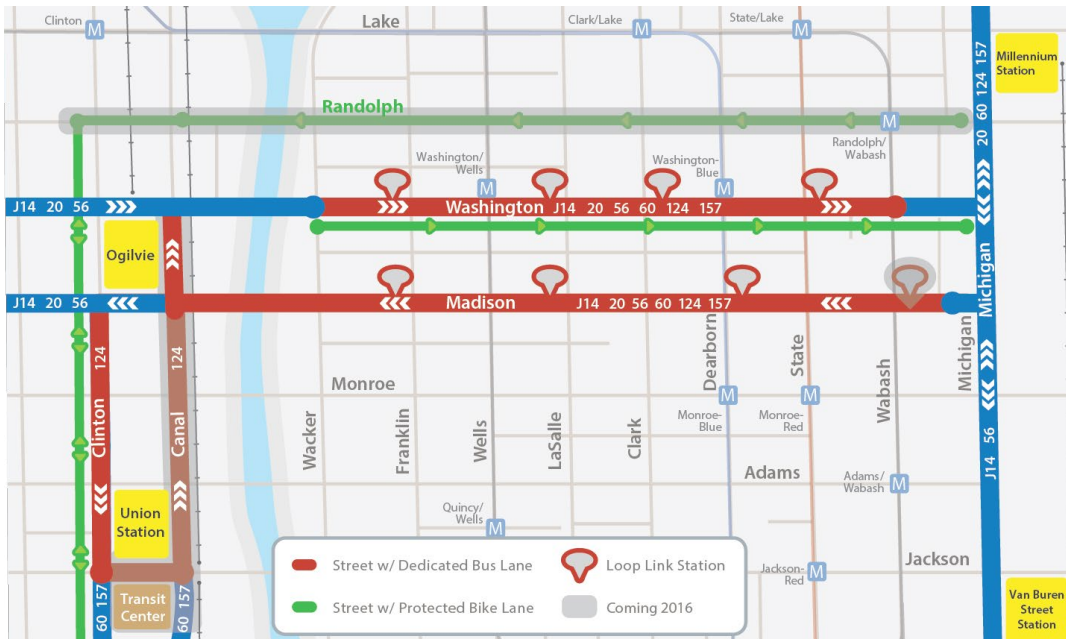 Clinton
M
Lake
Clark/Lake
M
State/Lake
M
20 60 124 157
Millennium
Station
Randolph
M
Randolph/
Wabash
Washington/
Wells
M
Washington-
Blue
M
J14 20 56
Washington J14 20 56 60 124 157
Ogilvie
Michigan
J14 20 56
Madison J14 20 56 60 124 157
124
Clinton
124
Canal
Monroe
Wacker
Franklin
Wells
LaSalle
Clark
Dearborn
State
Wabash
Michigan
M
Monroe-
Blue
M
Monroe-
Red
J14 56
Adams
Adams/
Wabash
M
Union
Station
Quincy/
Wells
M
Jackson
Jackson-
Red
M
Street w/ Dedicated Bus Lane
Loop Link Station
Street w/ Protected Bike Lane
Coming 2016
60 157
Transit
Center
60 157
Van Buren
Street
Station